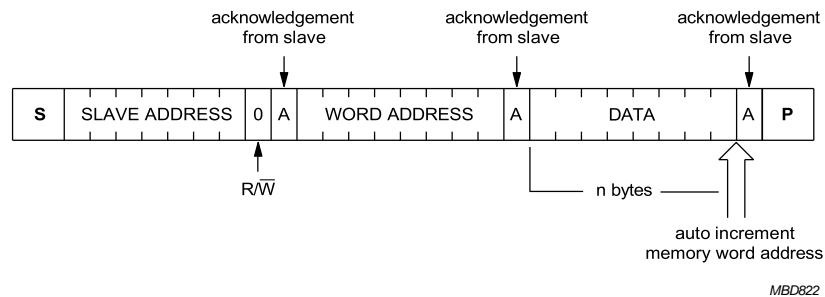 acknowledgement acknowledgement acknowledgement
from slave from slave from slave
S SLAVE ADDRESS 0 A WORD ADDRESS A DATA A P
R/W̅ n bytes
auto increment
memory word address
MBD822